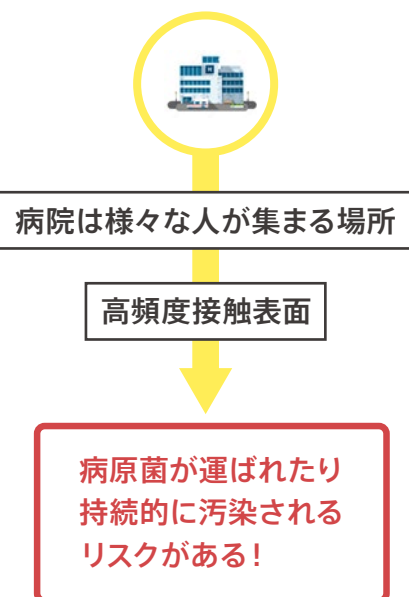 病院は様々な人が集まる場所
高頻度接触表面
病原菌が運ばれたり
持続的に汚染される
リスクがある!